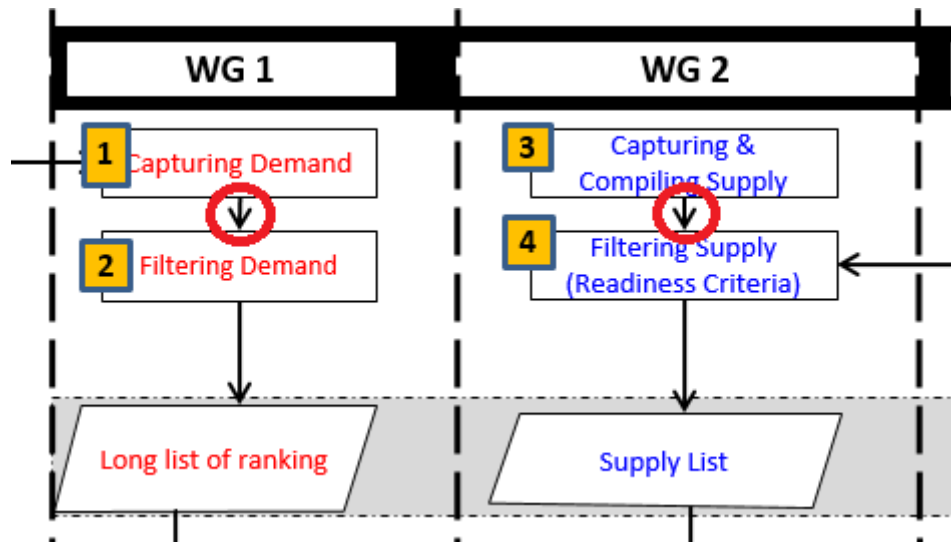 WG 1
WG 2
1
Capturing Demand
2
Filtering Demand
3
Capturing &
Compiling Supply
4
Filtering Supply
(Readiness Criteria)
Long list of ranking
Supply List